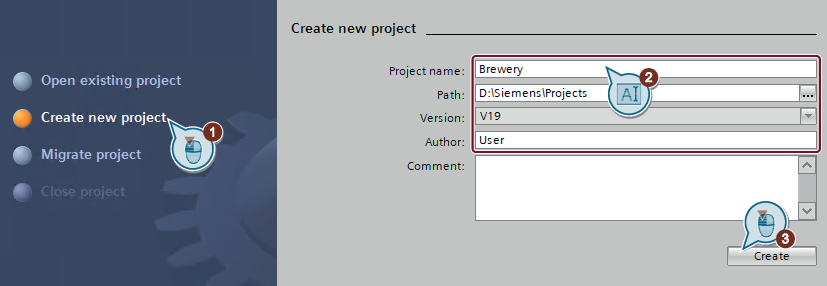 Create new project
Open existing project
Create new project
Migrate project
Close project
1
Project name: Brewery
2
AI
Path: D:\Siemens\Projects ...
Version: V19
Author: User
Comment:
3
Create